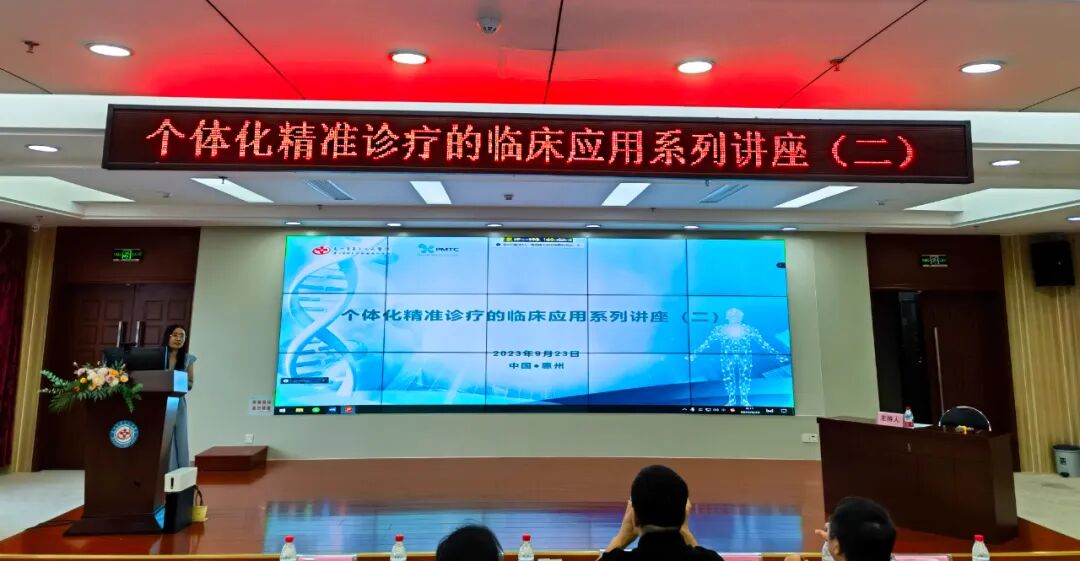 个体化精准诊疗的临床应用系列讲座（二）
PMTC
个体化精准诊疗的临床应用系列讲座（二）
2023年9月23日
中国●惠州
主持人